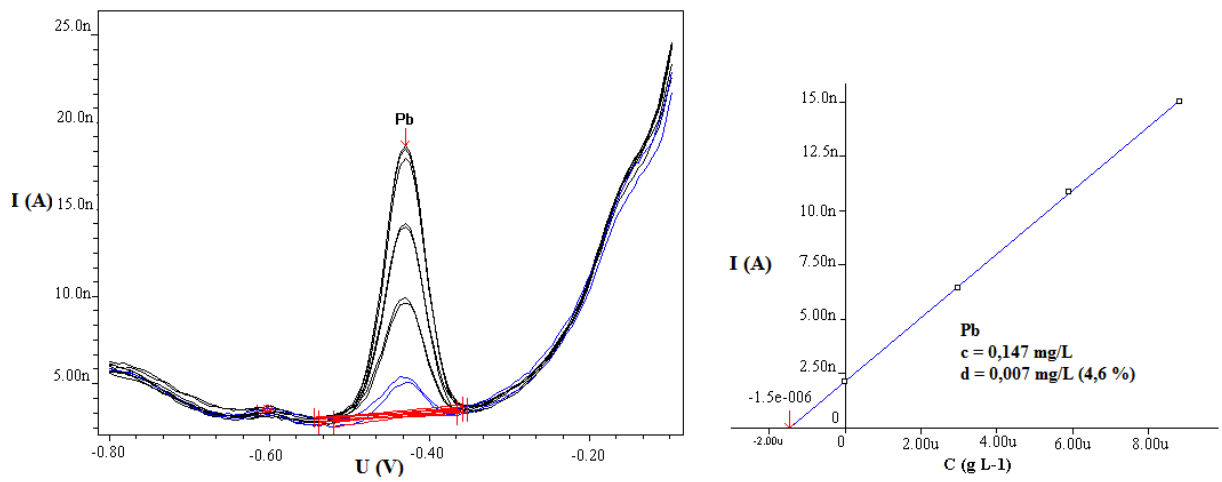 25.0n
20.0n
15.0n
10.0n
5.00n
I (A)
Pb
-0.80
-0.60
-0.40
-0.20
U (V)
15.0n
12.5n
10.0n
7.50n
5.00n
2.50n
0
I (A)
Pb
c = 0,147 mg/L
d = 0,007 mg/L (4,6 %)
-1.5e-006
-2.00u
0
2.00u
4.00u
6.00u
8.00u
C (g L-1)